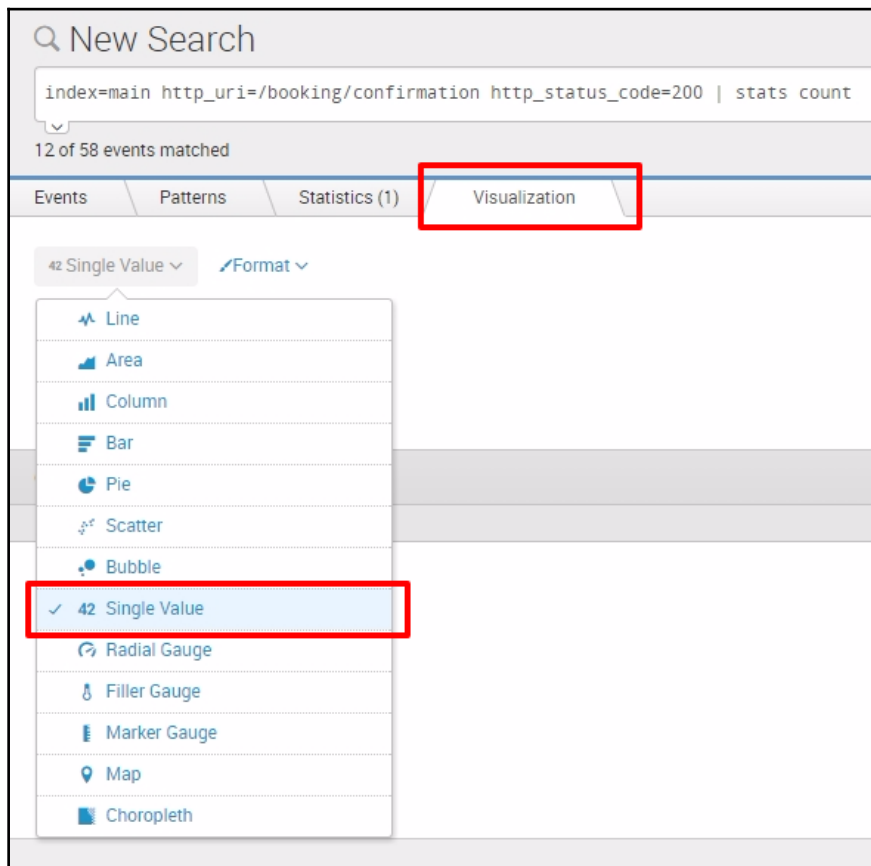 New Search
index=main http_uri=/booking/confirmation http_status_code=200 | stats count
12 of 58 events matched
Events Patterns Statistics (1) Visualization
42 Single Value Format
Line
Area
Column
Bar
Pie
Scatter
Bubble
42 Single Value
Radial Gauge
Filler Gauge
Marker Gauge
Map
Choropleth